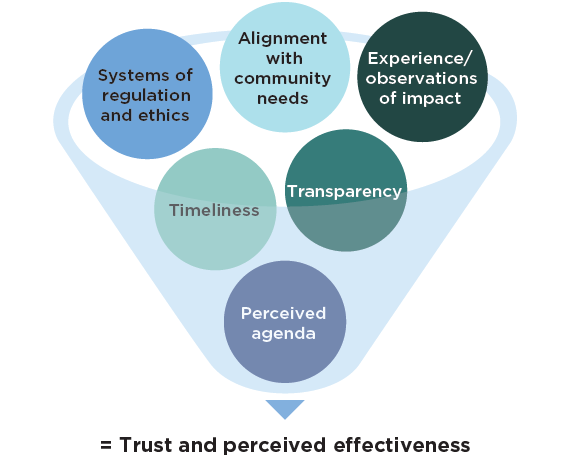 Systems of
regulation
and ethics
Alignment
with
community
needs
Experience/
observations
of impact
Timeliness
Transparency
Perceived
agenda
= Trust and perceived effectiveness